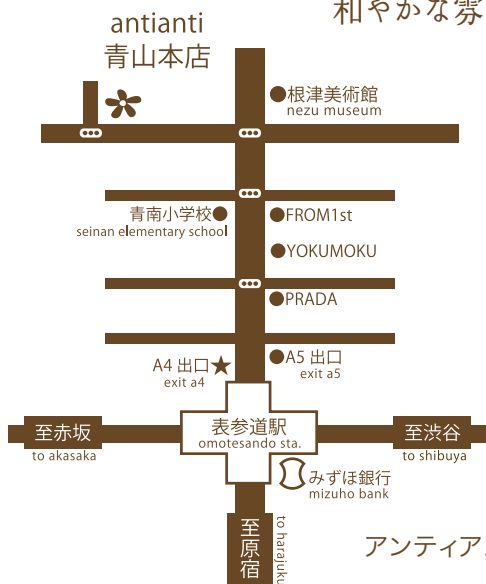 和やかな雰
antianti
青山本店
根津美術館
nezu museum
青南小学校
seinan elementary school
FROM1st
YOKUMOKU
PRADA
A4 出口
exit a4
A5 出口
exit a5
表参道駅
omotesando sta.
至赤坂
to akasaka
至渋谷
to shibuya
みずほ銀行
mizuho bank
至原宿
to harajuku
アンティア